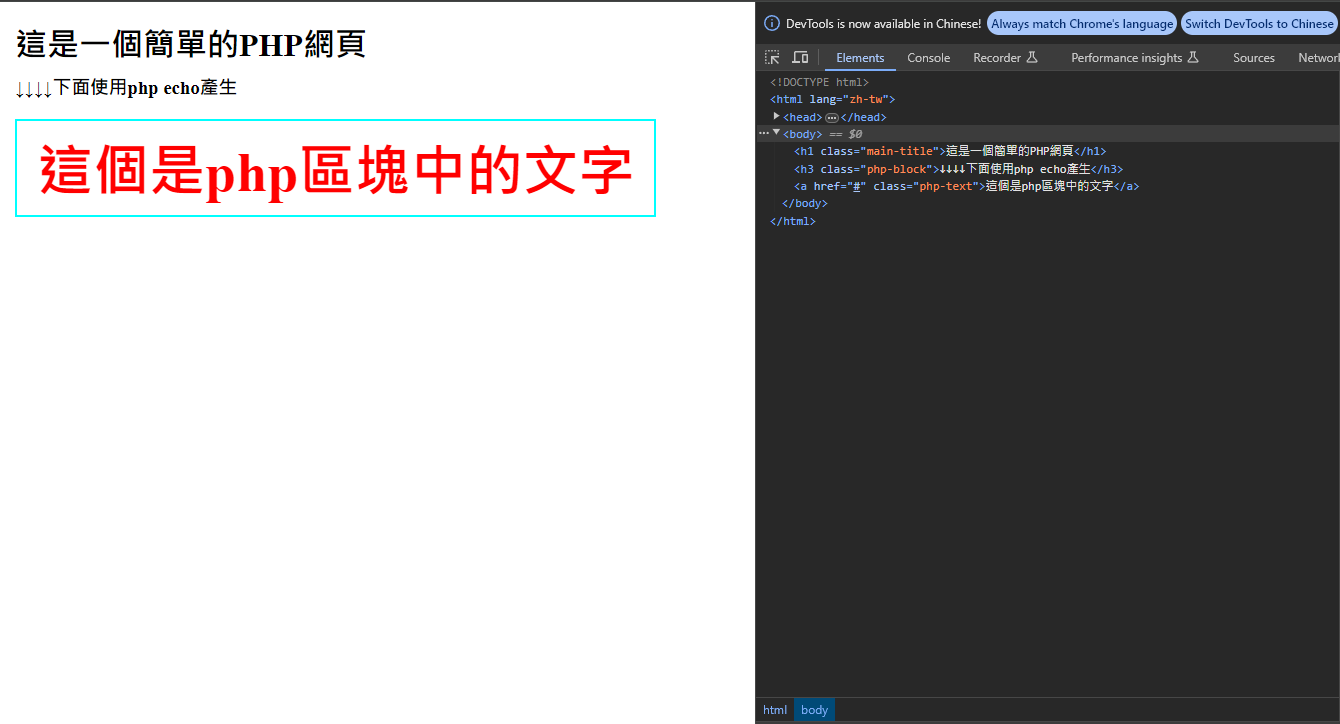 這是一個簡單的PHP網頁
↓↓↓↓下面使用php echo產生
這個是php區塊中的文字
DevTools is now available in Chinese! Always match Chrome's language Switch DevTools to Chinese
Elements Console Recorder Performance insights Sources Network
<!DOCTYPE html>
<html lang="zh-tw">
<head> ⋯ </head>
⋯ <body> == $0
<h1 class="main-title">這是一個簡單的PHP網頁</h1>
<h3 class="php-block">↓↓↓↓下面使用php echo產生</h3>
<a href="#" class="php-text">這個是php區塊中的文字</a>
</body>
</html>
html body